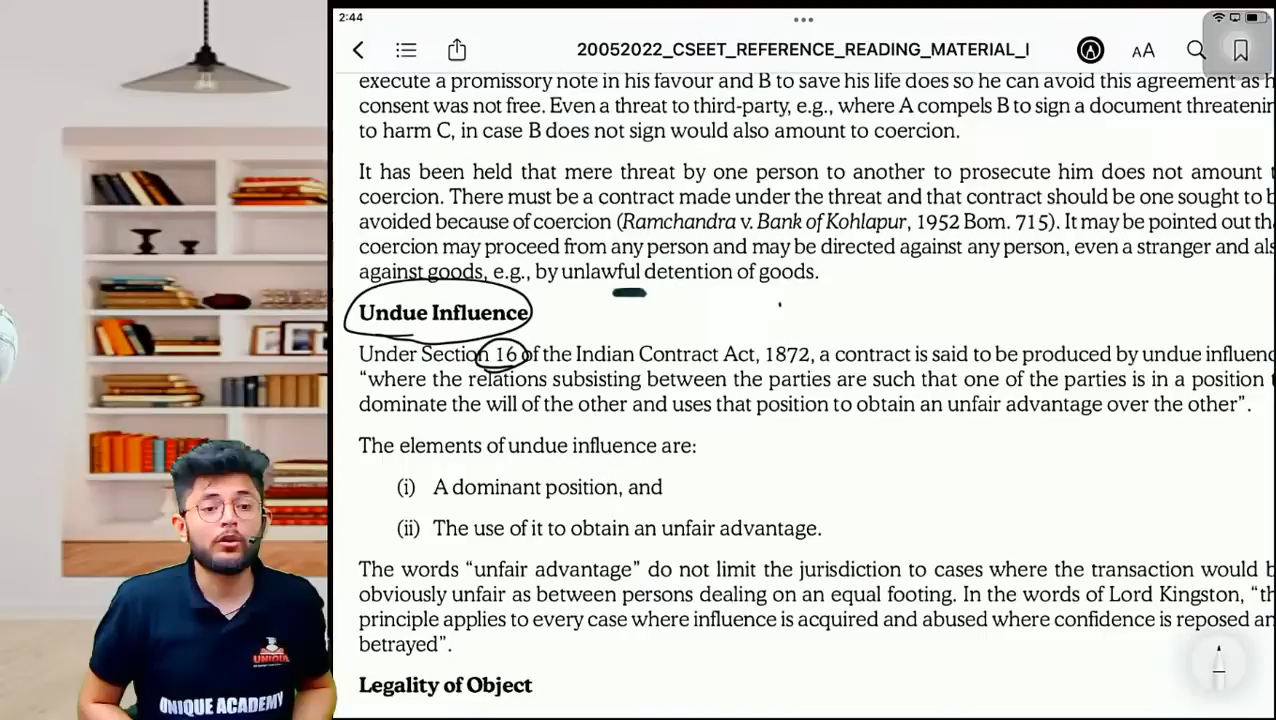 2:44
20052022_CSEET_REFERENCE_READING_MATERIAL_I
AA
execute a promissory note in his favour and B to save his life does so he can avoid this agreement as h
consent was not free. Even a threat to third-party, e.g., where A compels B to sign a document threatenin
to harm C, in case B does not sign would also amount to coercion.
It has been held that mere threat by one person to another to prosecute him does not amount t
coercion. There must be a contract made under the threat and that contract should be one sought to b
avoided because of coercion (Ramchandra v. Bank of Kohlapur, 1952 Bom. 715). It may be pointed out tha
coercion may proceed from any person and may be directed against any person, even a stranger and als
against goods, e.g., by unlawful detention of goods.
Undue Influence
Under Section 16 of the Indian Contract Act, 1872, a contract is said to be produced by undue influenc
“where the relations subsisting between the parties are such that one of the parties is in a position t
dominate the will of the other and uses that position to obtain an unfair advantage over the other”.
The elements of undue influence are:
(i) A dominant position, and
(ii) The use of it to obtain an unfair advantage.
The words “unfair advantage” do not limit the jurisdiction to cases where the transaction would b
obviously unfair as between persons dealing on an equal footing. In the words of Lord Kingston, “th
principle applies to every case where influence is acquired and abused where confidence is reposed an
betrayed”.
Legality of Object
UNIQUE
UNIQUE ACADEMY